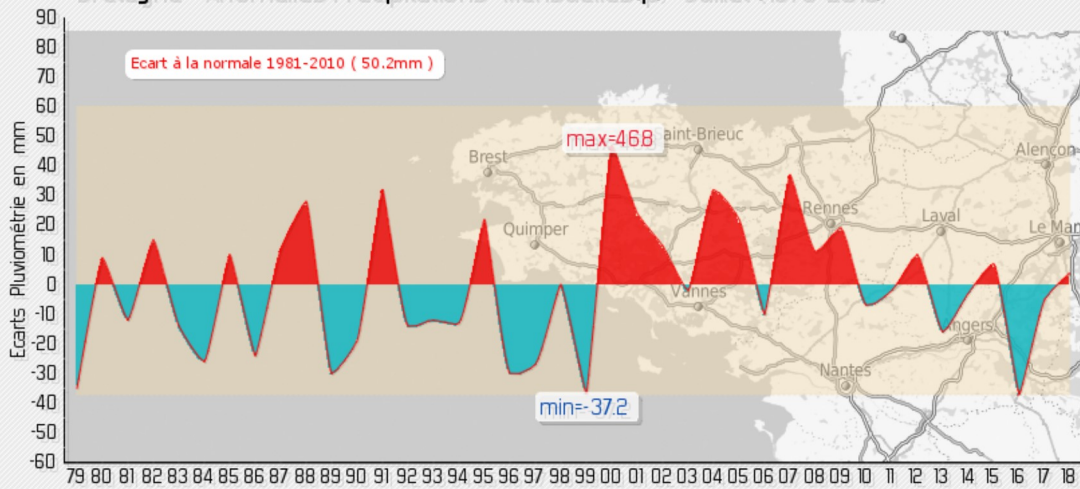 90
80
70
60
50
40
30
20
10
0
-10
-20
-30
-40
-50
-60
Ecarts Pluviométrie en mm
Ecart à la normale 1981-2010 ( 50.2mm )
max=46.8
aint-Brieuc
Brest
Alençon
Quimper
Rennes
Laval
Le Man
Vannes
ngers
Nantes
min=-37.2
79 80 81 82 83 84 85 86 87 88 89 90 91 92 93 94 95 96 97 98 99 00 01 02 03 04 05 06 07 08 09 10 11 12 13 14 15 16 17 18